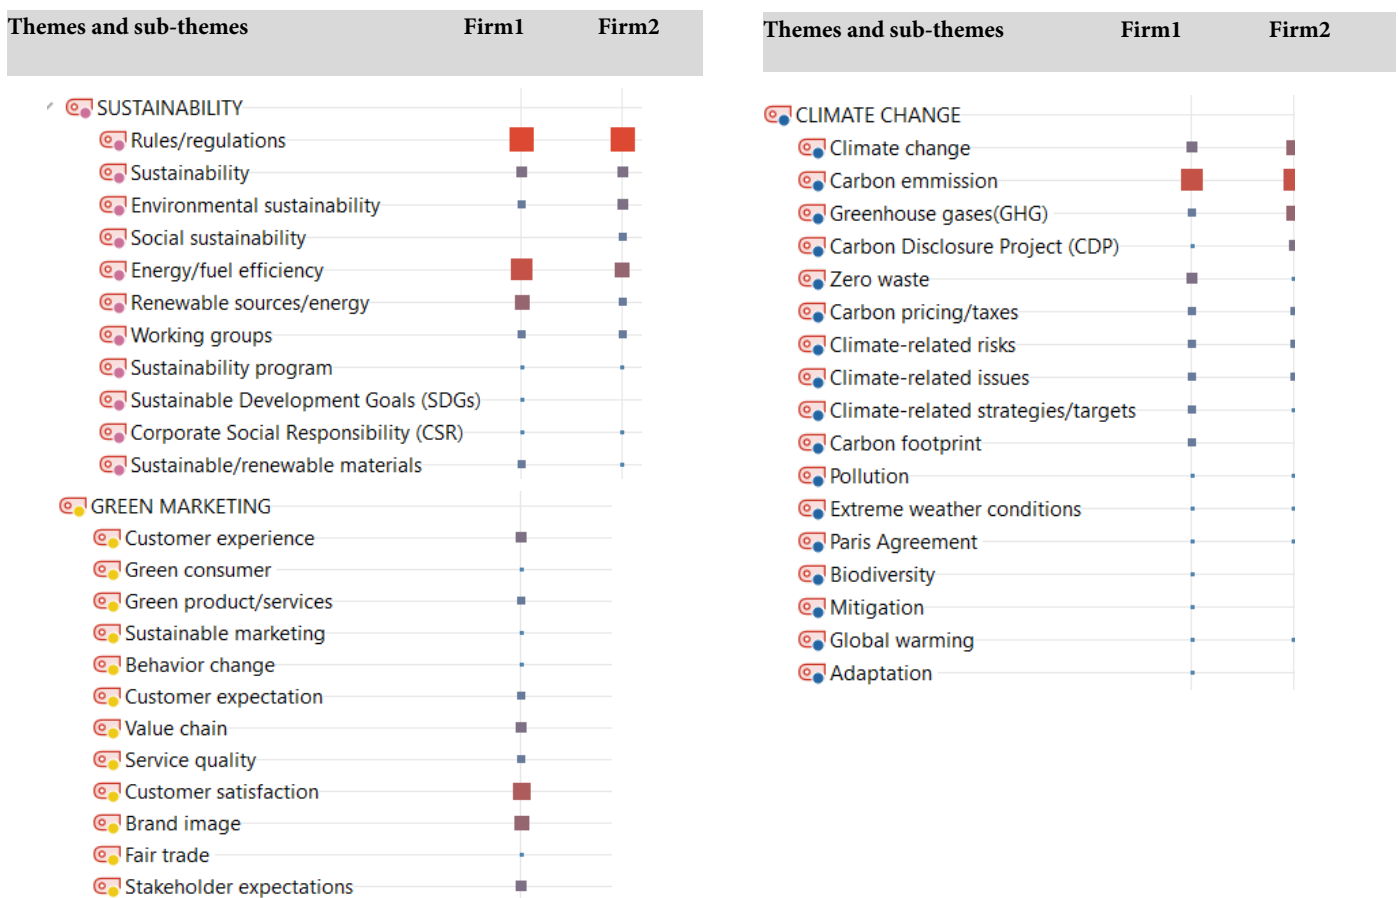 Themes and sub-themes Firm1 Firm2
SUSTAINABILITY
Rules/regulations
Sustainability
Environmental sustainability
Social sustainability
Energy/fuel efficiency
Renewable sources/energy
Working groups
Sustainability program
Sustainable Development Goals (SDGs)
Corporate Social Responsibility (CSR)
Sustainable/renewable materials
GREEN MARKETING
Customer experience
Green consumer
Green product/services
Sustainable marketing
Behavior change
Customer expectation
Value chain
Service quality
Customer satisfaction
Brand image
Fair trade
Stakeholder expectations
Themes and sub-themes Firm1 Firm2
CLIMATE CHANGE
Climate change
Carbon emmission
Greenhouse gases(GHG)
Carbon Disclosure Project (CDP)
Zero waste
Carbon pricing/taxes
Climate-related risks
Climate-related issues
Climate-related strategies/targets
Carbon footprint
Pollution
Extreme weather conditions
Paris Agreement
Biodiversity
Mitigation
Global warming
Adaptation